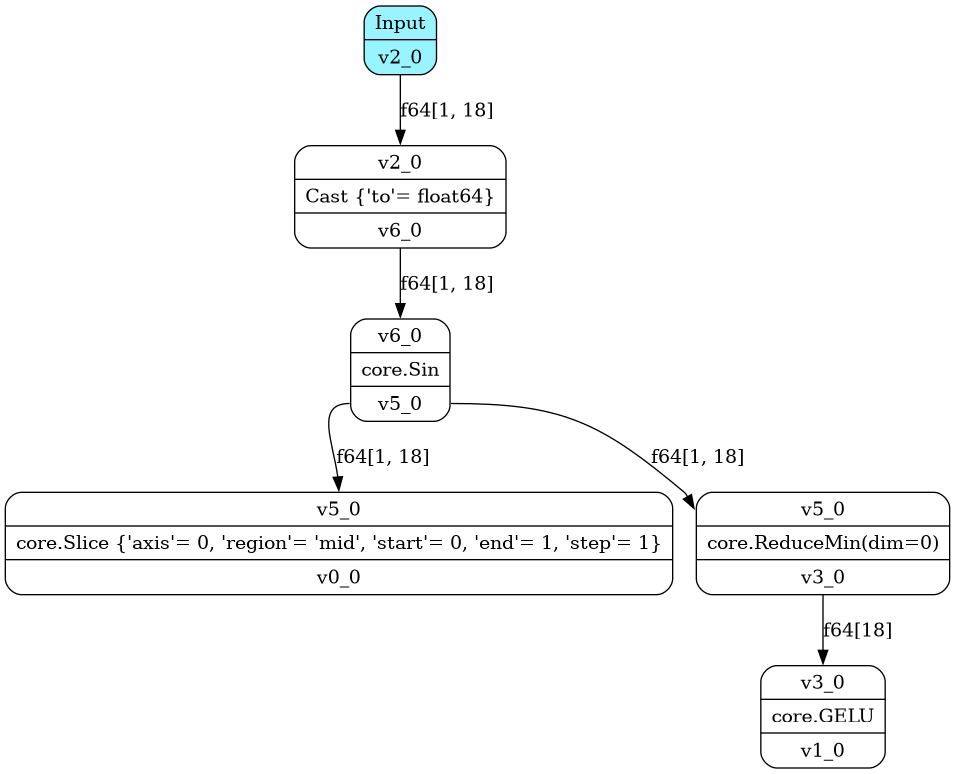 Input
v2_0
f64[1, 18]
v2_0
Cast {'to'= float64}
v6_0
f64[1, 18]
v6_0
core.Sin
v5_0
f64[1, 18]
f64[1, 18]
v5_0
core.Slice {'axis'= 0, 'region'= 'mid', 'start'= 0, 'end'= 1, 'step'= 1}
v0_0
v5_0
core.ReduceMin(dim=0)
v3_0
f64[18]
v3_0
core.GELU
v1_0